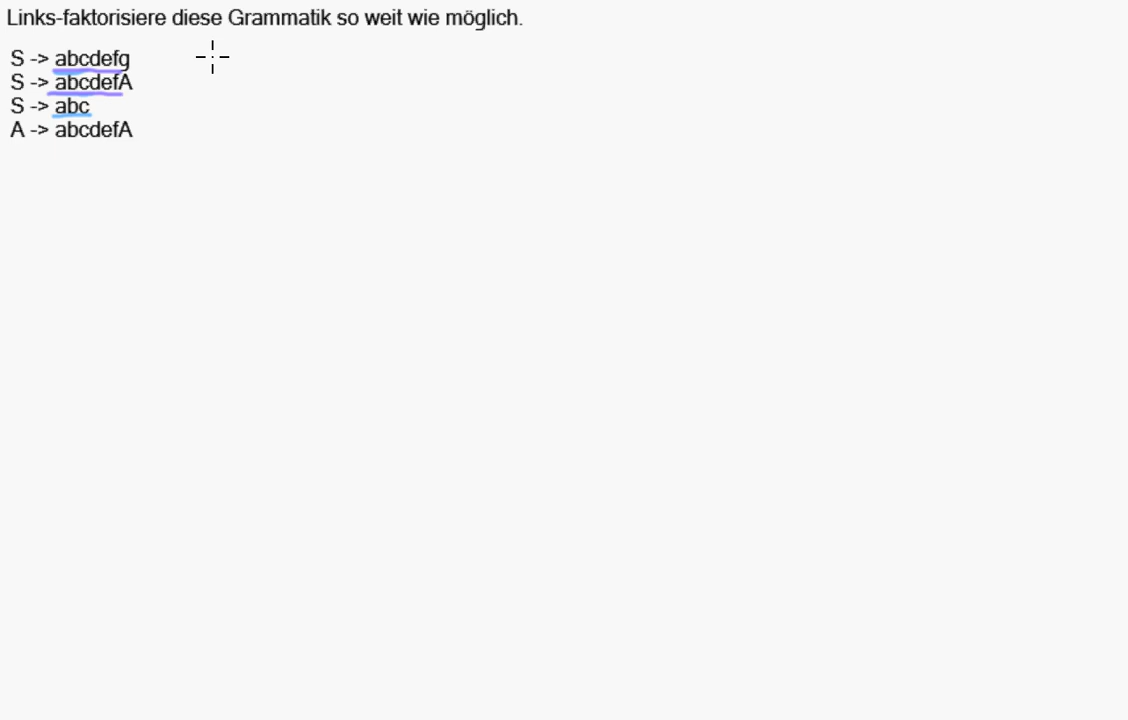 Links-faktorisiere diese Grammatik so weit wie möglich.
S -> abcdefg
S -> abcdefA
S -> abc
A -> abcdefA